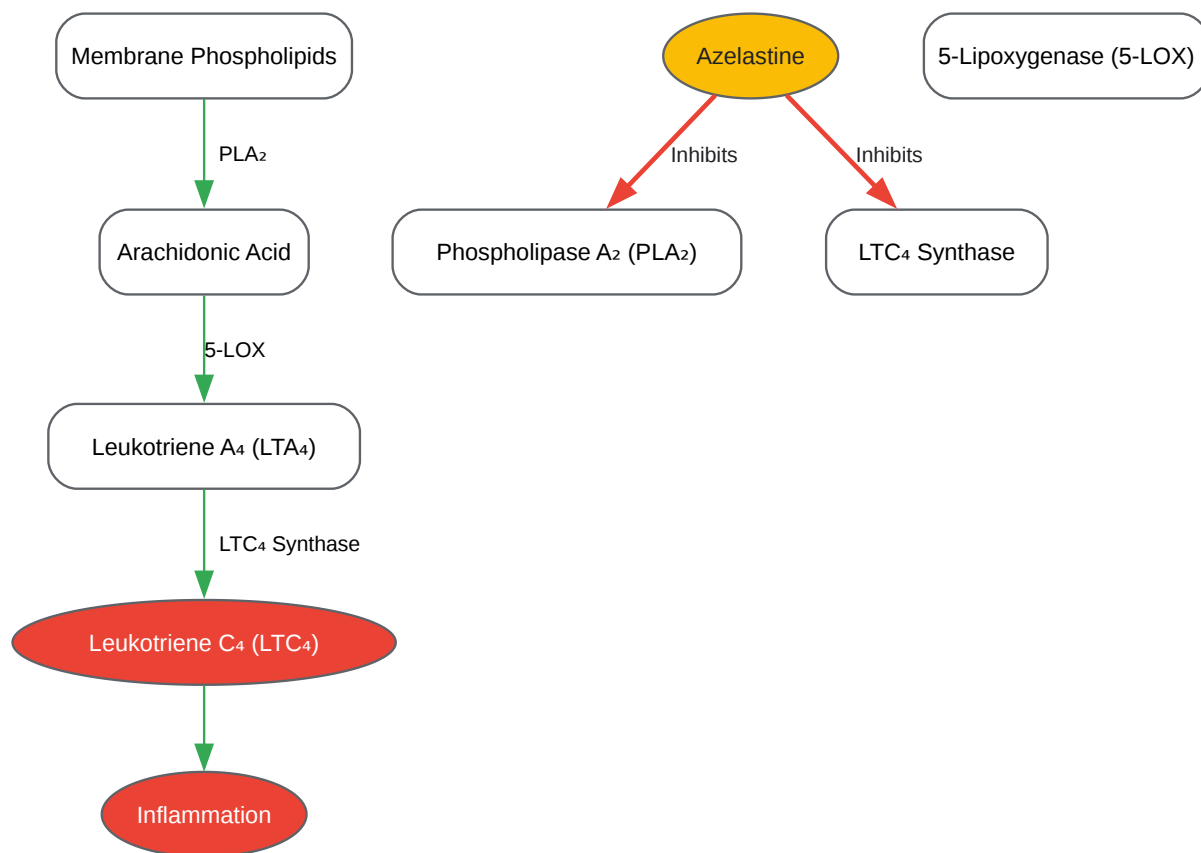 Membrane Phospholipids
Azelastine
5-Lipoxygenase (5-LOX)
PLA₂
Inhibits
Inhibits
Arachidonic Acid
Phospholipase A₂ (PLA₂)
LTC₄ Synthase
5-LOX
Leukotriene A₄ (LTA₄)
LTC₄ Synthase
Leukotriene C₄ (LTC₄)
Inflammation